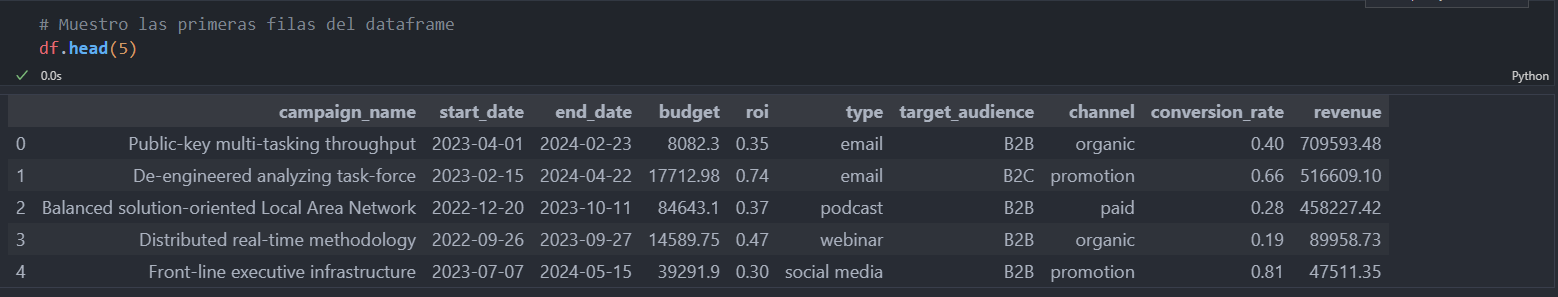 # Muestro las primeras filas del dataframe
df.head(5)
0.0s Python
campaign_name start_date end_date budget roi type target_audience channel conversion_rate revenue
0 Public-key multi-tasking throughput 2023-04-01 2024-02-23 8082.3 0.35 email B2B organic 0.40 709593.48
1 De-engineered analyzing task-force 2023-02-15 2024-04-22 17712.98 0.74 email B2C promotion 0.66 516609.10
2 Balanced solution-oriented Local Area Network 2022-12-20 2023-10-11 84643.1 0.37 podcast B2B paid 0.28 458227.42
3 Distributed real-time methodology 2022-09-26 2023-09-27 14589.75 0.47 webinar B2B organic 0.19 89958.73
4 Front-line executive infrastructure 2023-07-07 2024-05-15 39291.9 0.30 social media B2B promotion 0.81 47511.35